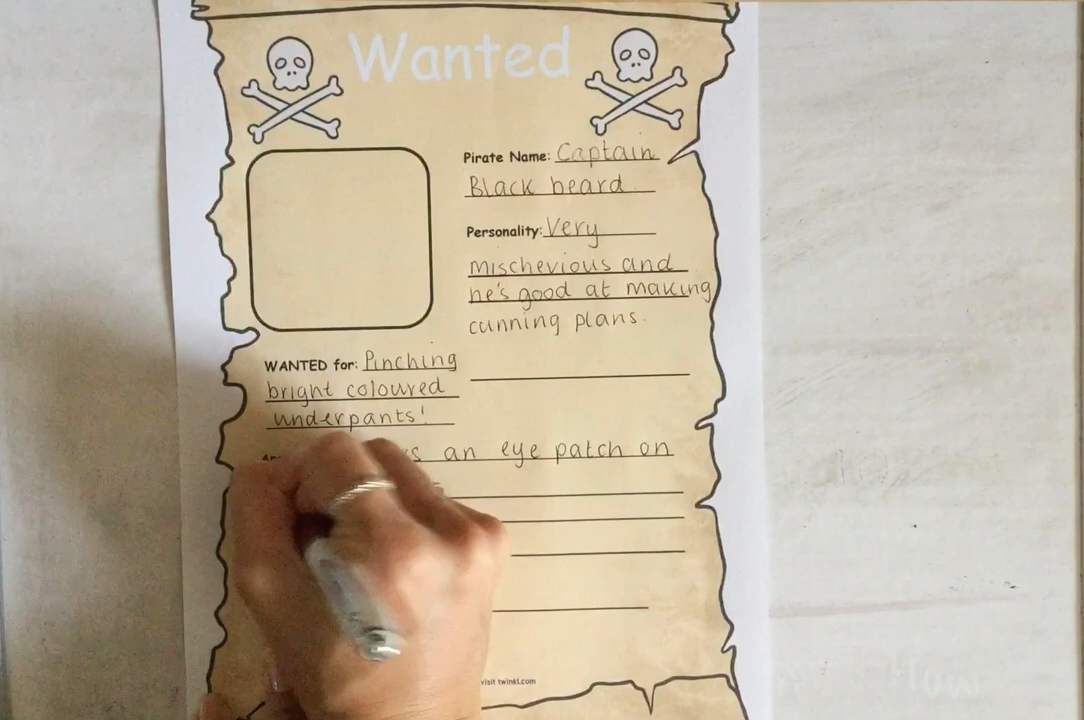 Wanted
Pirate Name: Captain
Black beard.
Personality: Very
mischevious and
he's good at making
cunning plans.
WANTED for: Pinching
bright coloured
underpants!
an eye patch on
visit twinkl.com